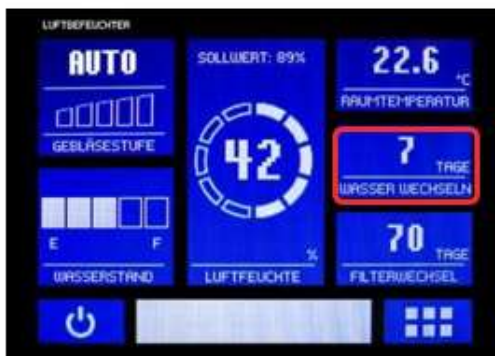 LUFTBEFEUCHTER
AUTO
GEBLÄSESTUFE
E F
WASSERSTAND
SOLLWERT: 89%
42
%
LUFTFEUCHTE
22.6 °C
RAUMTEMPERATUR
7 TAGE
WASSER WECHSELN
70 TAGE
FILTERWECHSEL